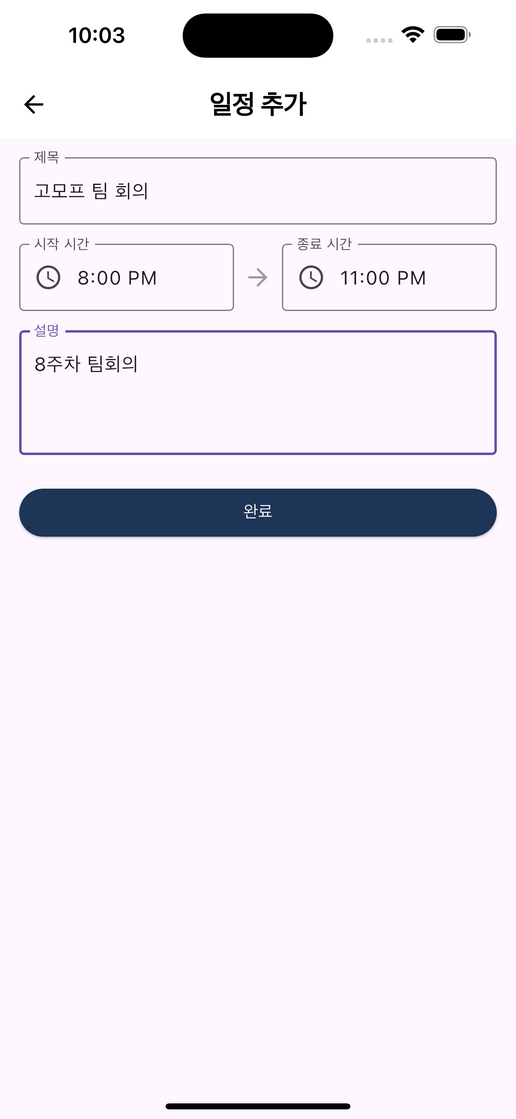 10:03
일정 추가
제목
고모프 팀 회의
시작 시간
종료 시간
8:00 PM
11:00 PM
설명
8주차 팀회의
완료